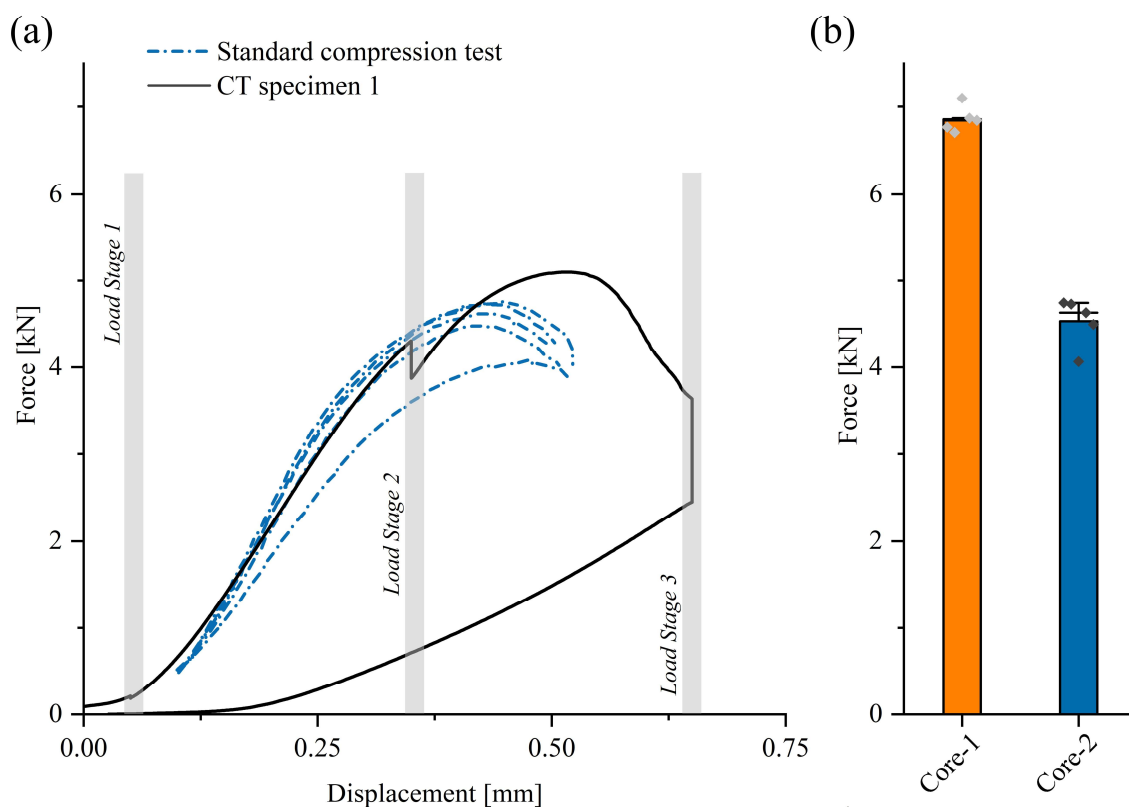 (a)
Standard compression test
CT specimen 1
Force [kN]
6
4
2
0
Load Stage 1
Load Stage 2
Load Stage 3
0.00
0.25
0.50
0.75
Displacement [mm]
(b)
Force [kN]
6
4
2
0
Core-1
Core-2